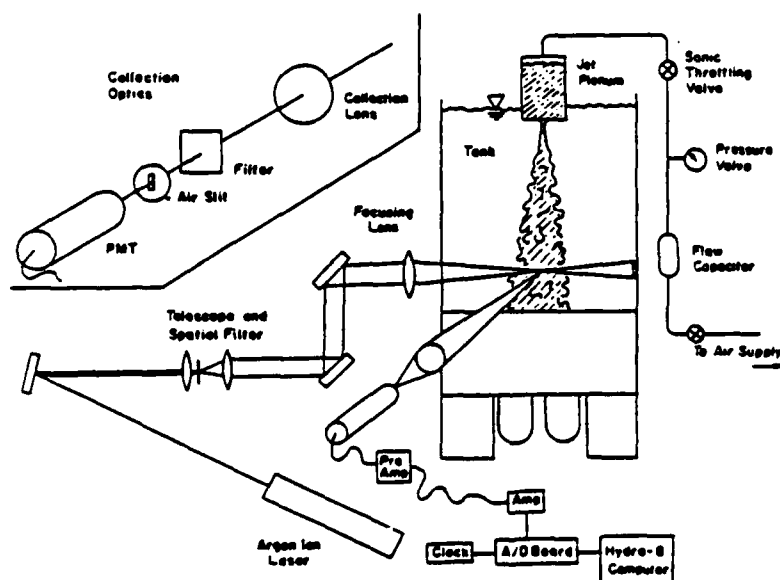 Collection
Optics
Collection
Lens
Filter
Air Slit
PMT
Focusing
Lens
Telescope and
Spatial Filter
Argon Ion
Laser
Jet
Plenum
Tank
Sonic
Throttling
Valve
Pressure
Valve
Flow
Capacitor
To Air Supply
Pre
Amp
Amp
Clock
A/D Board
Hydra-8
Computer